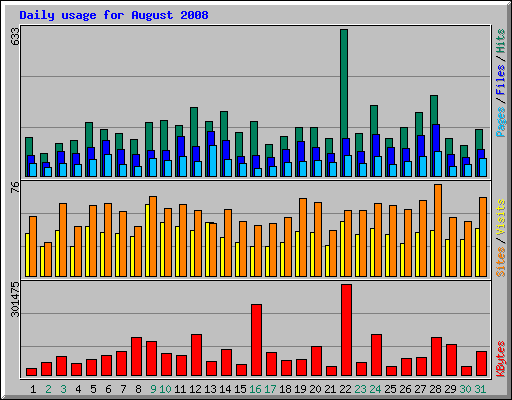 Daily usage for August 2008
633
Pages / Files / Hits
76
Sites / Visits
301475
KBytes
1 2 3 4 5 6 7 8 9 10 11 12 13 14 15 16 17 18 19 20 21 22 23 24 25 26 27 28 29 30 31